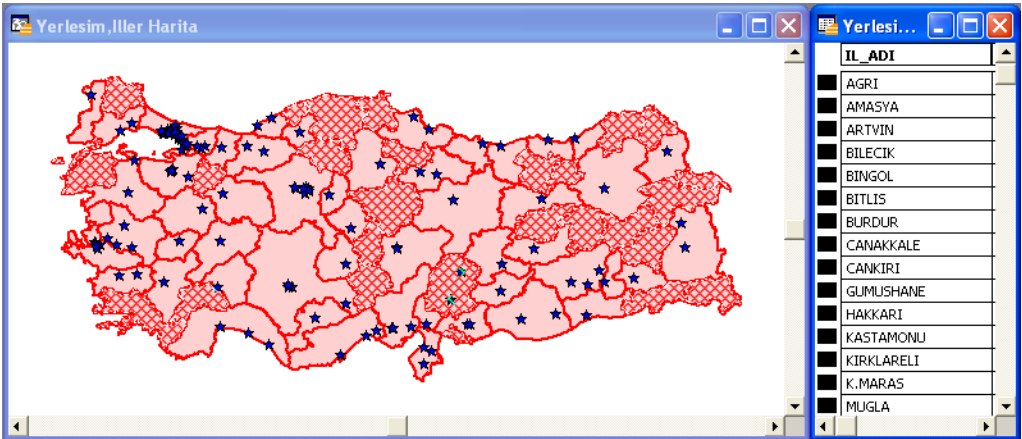 Yerlesim,Iller Harita
Yerlesi...
IL_ADI
AGRI
AMASYA
ARTVIN
BILECIK
BINGOL
BITLIS
BURDUR
CANAKKALE
CANKIRI
GUMUSHANE
HAKKARI
KASTAMONU
KIRKLARELI
K.MARAS
MUGLA